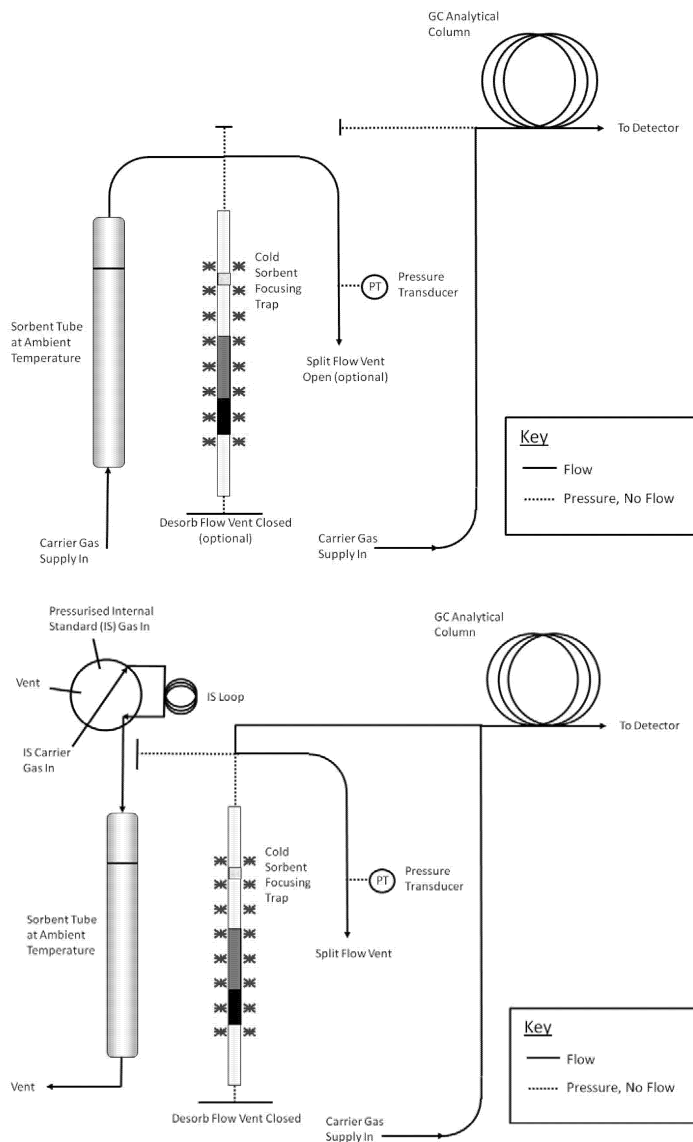 GC Analytical
Column
To Detector
Cold
Sorbent
Focusing
Trap
PT
Pressure
Transducer
Sorbent Tube
at Ambient
Temperature
Split Flow Vent
Open (optional)
Key
Flow
Pressure, No Flow
Desorb Flow Vent Closed
(optional)
Carrier Gas
Supply In
Carrier Gas
Supply In
Pressurised Internal
Standard (IS) Gas In
GC Analytical
Column
Vent
IS Loop
To Detector
IS Carrier
Gas In
Cold
Sorbent
Focusing
Trap
PT
Pressure
Transducer
Sorbent Tube
at Ambient
Temperature
Split Flow Vent
Key
Flow
Pressure, No Flow
Vent
Desorb Flow Vent Closed
Carrier Gas
Supply In